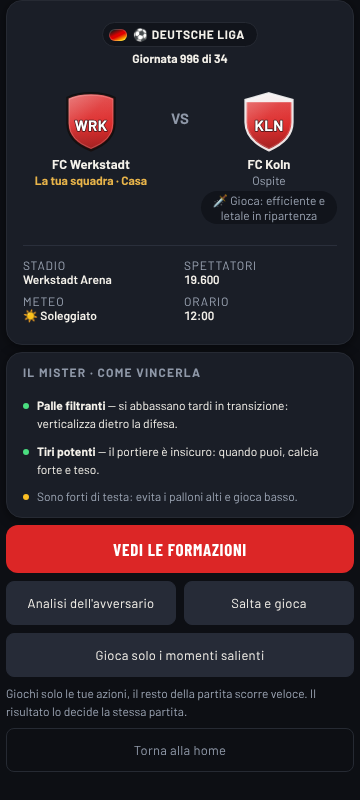 DEUTSCHE LIGA
Giornata 996 di 34
WRK
VS
KLN
FC Werkstadt
La tua squadra · Casa
FC Koln
Ospite
Gioca: efficiente e
letale in ripartenza
STADIO
Werkstadt Arena
SPETTATORI
19.600
METEO
Soleggiato
ORARIO
12:00
IL MISTER · COME VINCERLA
Palle filtranti — si abbassano tardi in transizione:
verticalizza dietro la difesa.
Tiri potenti — il portiere è insicuro: quando puoi, calcia
forte e teso.
Sono forti di testa: evita i palloni alti e gioca basso.
VEDI LE FORMAZIONI
Analisi dell'avversario
Salta e gioca
Gioca solo i momenti salienti
Giochi solo le tue azioni, il resto della partita scorre veloce. Il
risultato lo decide la stessa partita.
Torna alla home